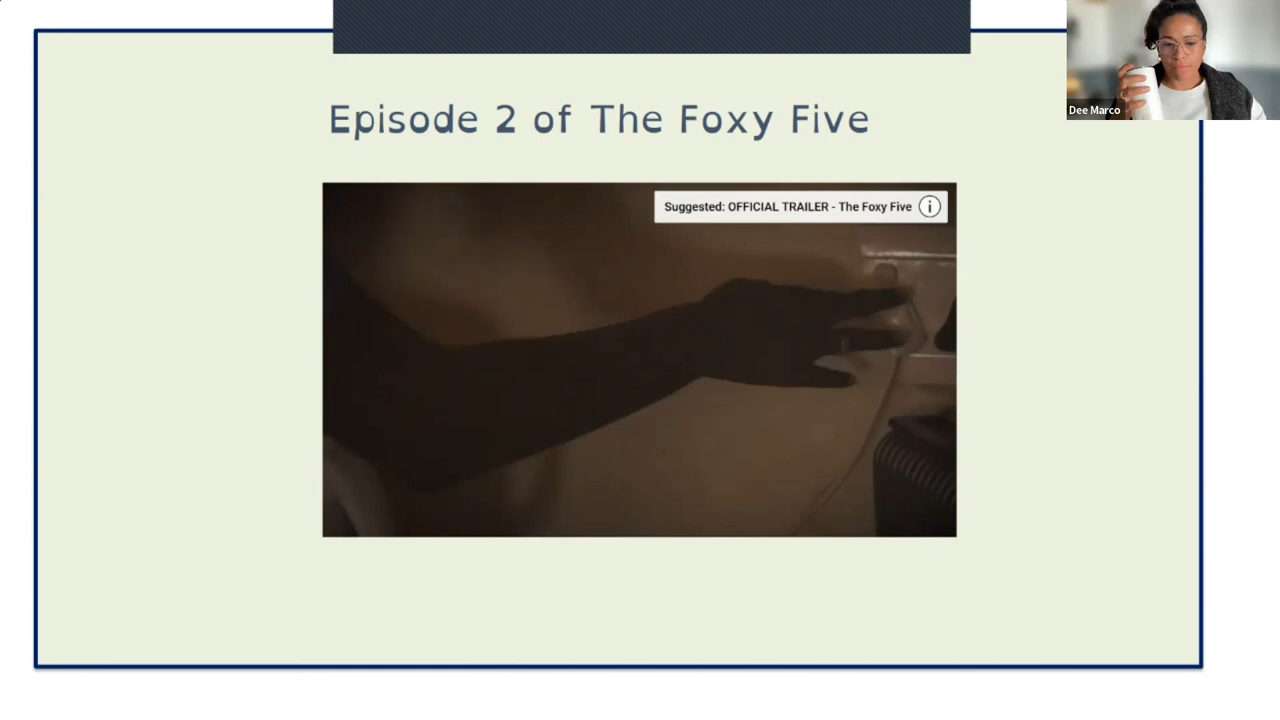 Episode 2 of The Foxy Five
Suggested: OFFICIAL TRAILER - The Foxy Five
Dee Marco